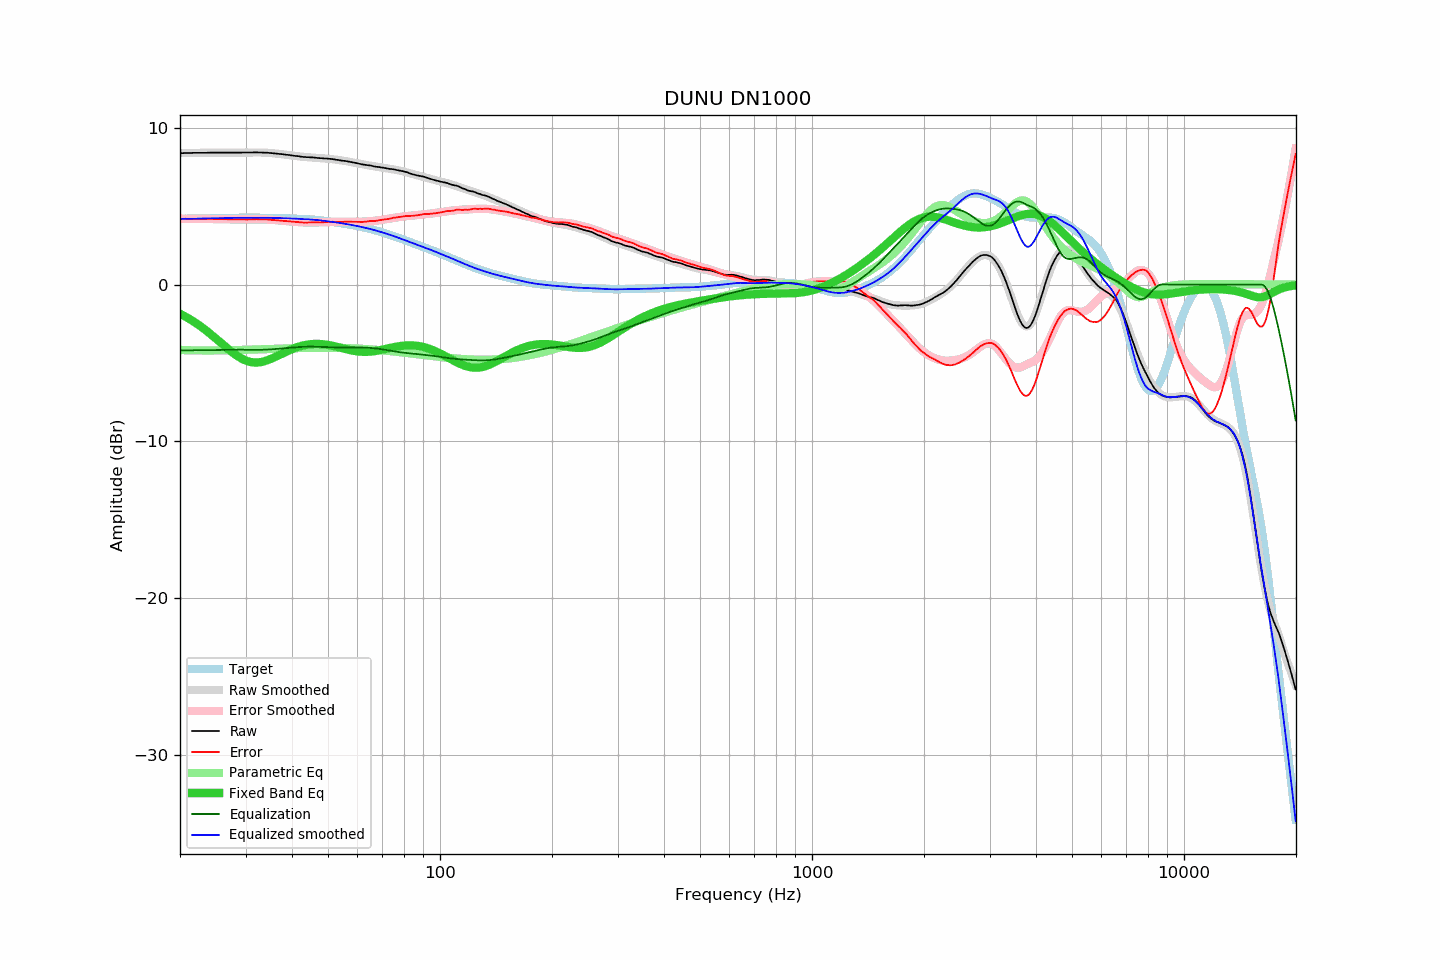 DUNU DN1000
10
0
−10
−20
−30
Amplitude (dBr)
Target
Raw Smoothed
Error Smoothed
Raw
Error
Parametric Eq
Fixed Band Eq
Equalization
Equalized smoothed
100
1000
10000
Frequency (Hz)